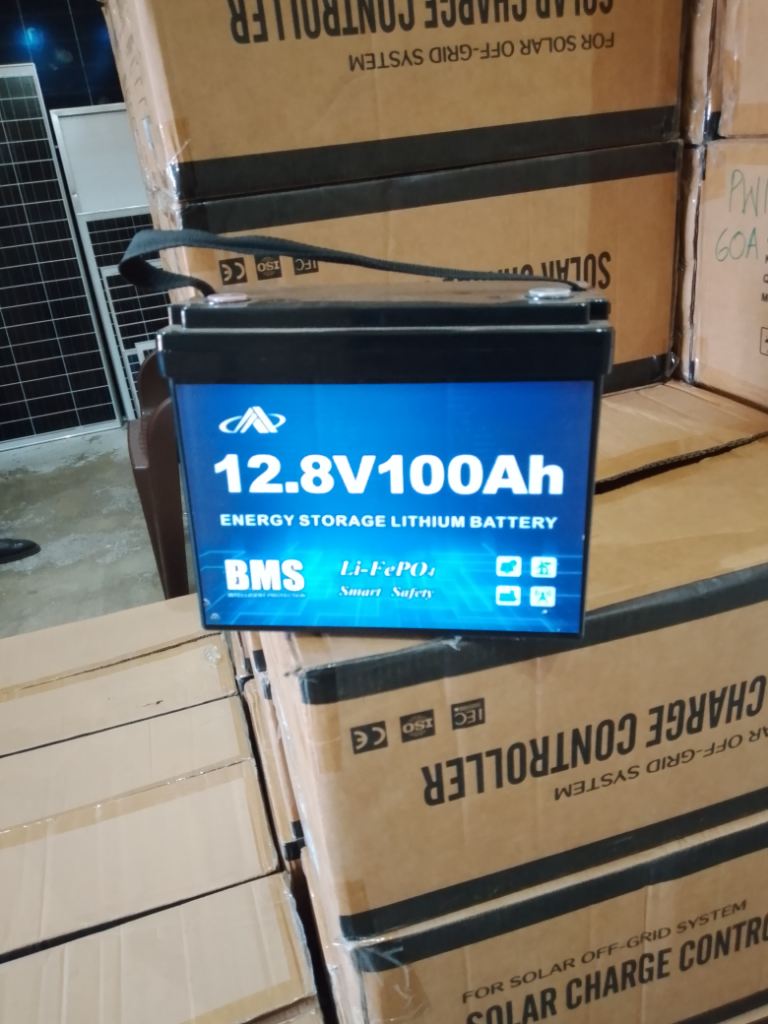 SOLAR CHARGE CONTROLLER
FOR SOLAR OFF-GRID SYSTEM
CE ISO IEC
SOLAR
60A
12.8V100Ah
ENERGY STORAGE LITHIUM BATTERY
BMS
INTELLIGENT PROTECTION
Li-FePO4
Smart Safety
CE ISO IEC
CHARGE CONTROLLER
OFF-GRID SYSTEM
FOR SOLAR OFF-GRID SYSTEM
SOLAR CHARGE CONTRO